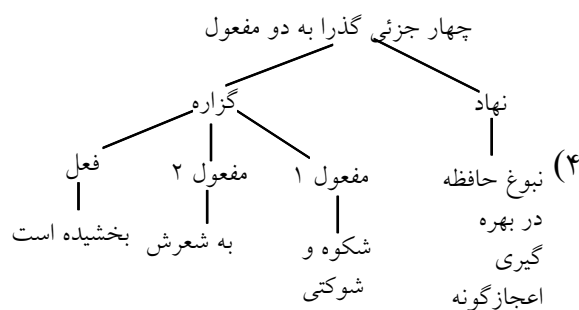 چهار جزئی گذرا به دو مفعول
نهاد
گزاره
۴)
نبوغ حافظه
در بهره
گیری
اعجازگونه
مفعول ۱
شکوه و
شوکتی
مفعول ۲
به شعرش
فعل
بخشیده است